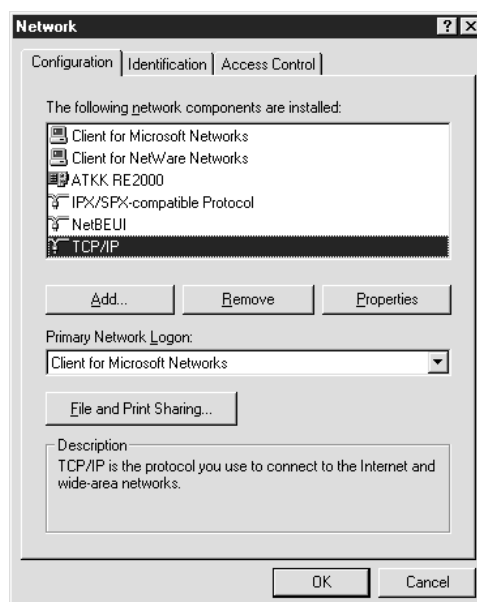 Network
Configuration Identification Access Control
The following network components are installed:
Client for Microsoft Networks
Client for NetWare Networks
ATKK RE2000
IPX/SPX-compatible Protocol
NetBEUI
TCP/IP
Add... Remove Properties
Primary Network Logon:
Client for Microsoft Networks
File and Print Sharing...
Description
TCP/IP is the protocol you use to connect to the Internet and
wide-area networks.
OK Cancel